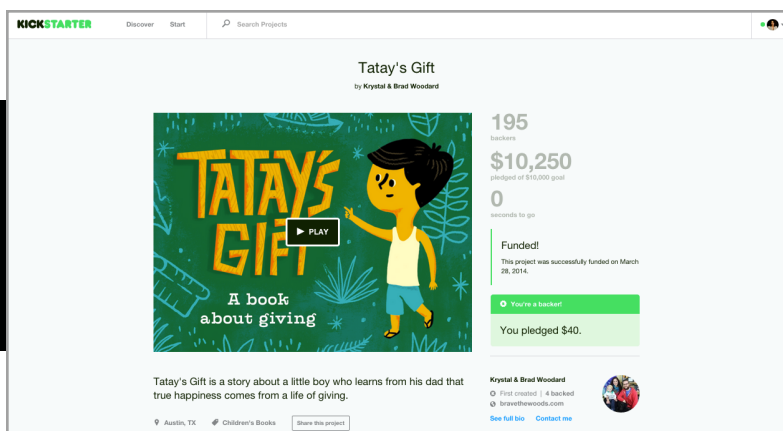 KICKSTARTER Discover Start Search Projects
Tatay's Gift
by Krystal & Brad Woodard
TATAY'S
GIFT
PLAY
A book
about giving
195
backers
$10,250
pledged of $10,000 goal
0
seconds to go
Funded!
This project was successfully funded on March
28, 2014.
You're a backer!
You pledged $40.
Tatay's Gift is a story about a little boy who learns from his dad that
true happiness comes from a life of giving.
Austin, TX Children's Books Share this project
Krystal & Brad Woodard
First created | 4 backed
bravethewoods.com
See full bio Contact me